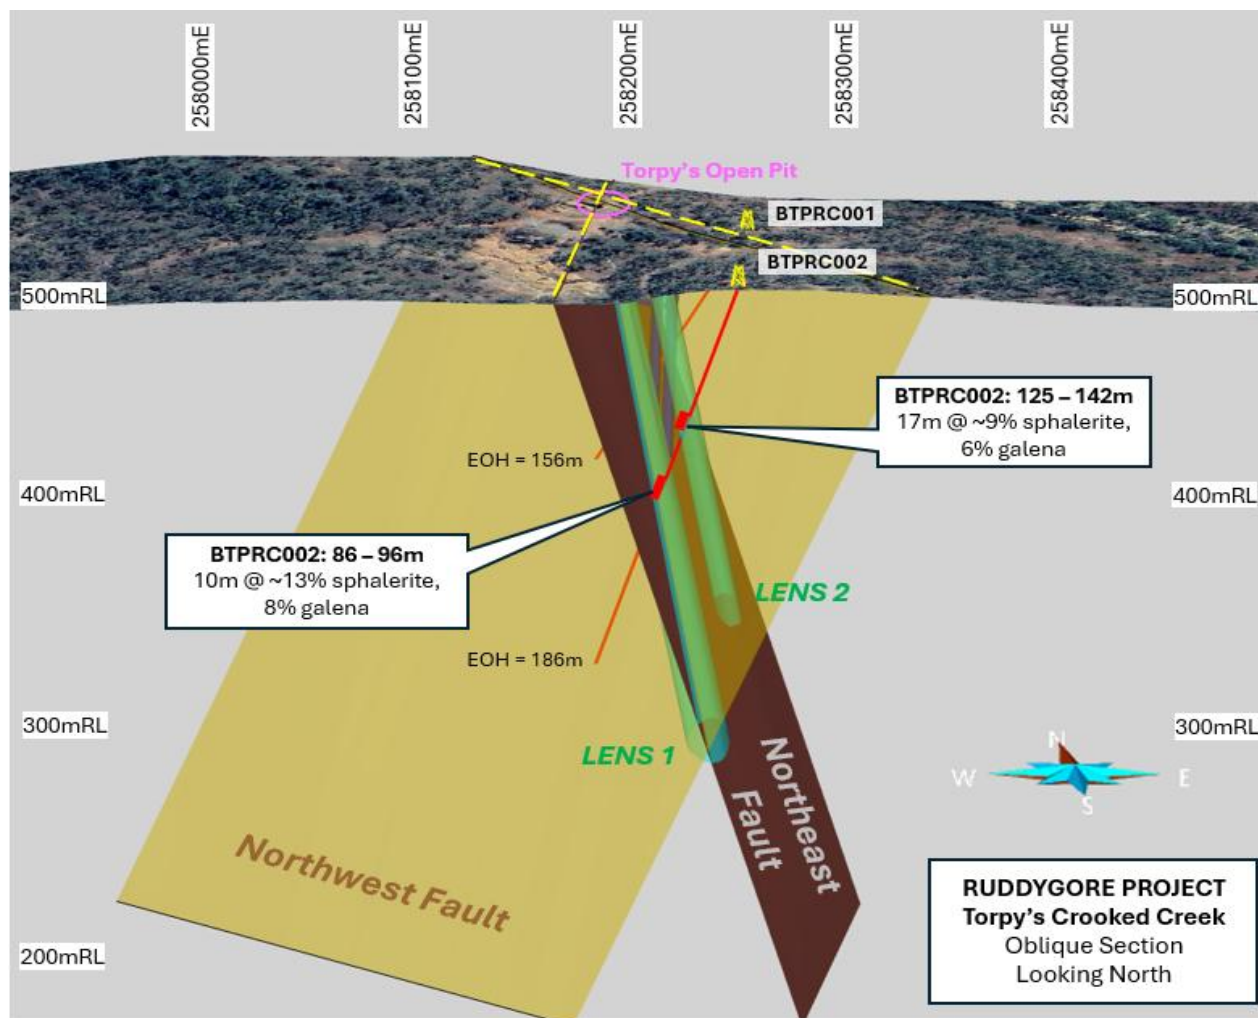 258000mE
258100mE
258200mE
258300mE
258400mE
Torpy's Open Pit
BTPRC001
BTPRC002
500mRL
500mRL
BTPRC002: 125 – 142m
17m @ ~9% sphalerite,
6% galena
EOH = 156m
400mRL
400mRL
BTPRC002: 86 – 96m
10m @ ~13% sphalerite,
8% galena
LENS 2
EOH = 186m
300mRL
300mRL
LENS 1
Northeast
Fault
N
W
E
S
Northwest Fault
200mRL
RUDDYGORE PROJECT
Torpy's Crooked Creek
Oblique Section
Looking North